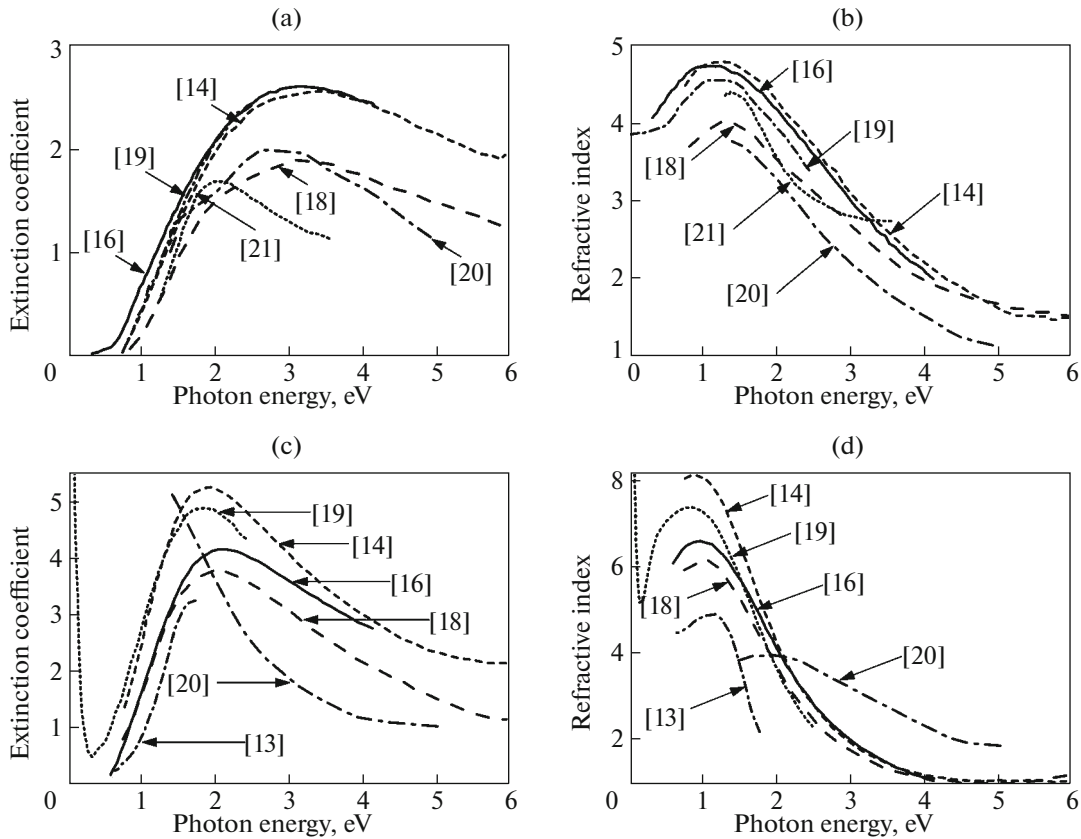 (a)
Extinction coefficient
3
2
1
0
1 2 3 4 5 6
Photon energy, eV
[14]
[19]
[16]
[18]
[21]
[20]
(b)
Refractive index
5
4
3
2
1
0 1 2 3 4 5 6
Photon energy, eV
[16]
[19]
[18]
[14]
[21]
[20]
(c)
Extinction coefficient
5
4
3
2
1
0 1 2 3 4 5 6
Photon energy, eV
[19]
[14]
[16]
[18]
[20]
[13]
(d)
Refractive index
8
6
4
2
0 1 2 3 4 5 6
Photon energy, eV
[14]
[19]
[16]
[18]
[20]
[13]